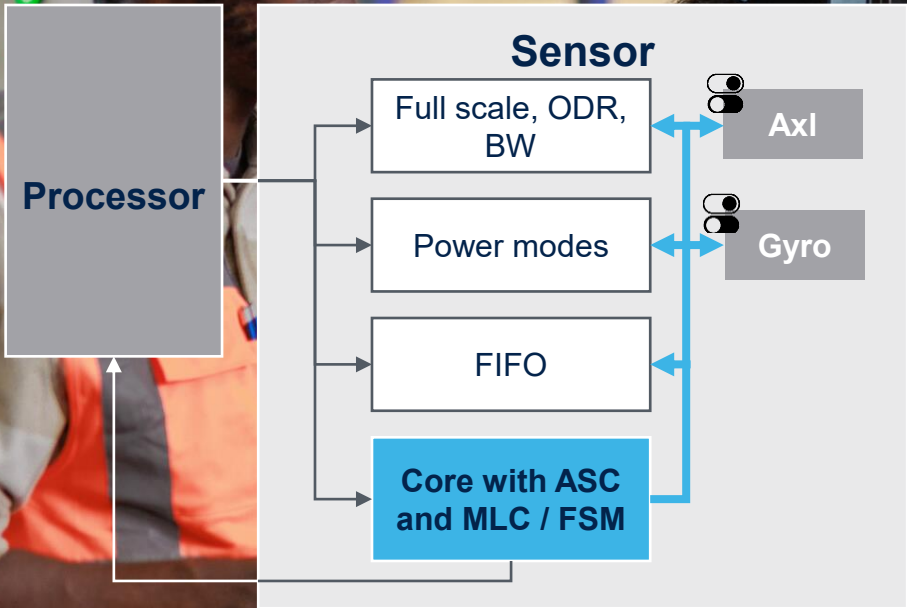 Sensor
Processor
Full scale, ODR,
BW
Axl
Power modes
Gyro
FIFO
Core with ASC
and MLC / FSM